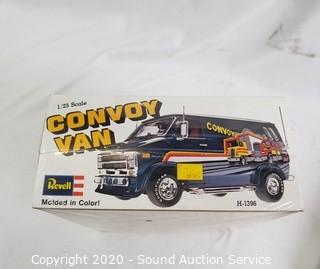 1/25 Scale
CONVOY
VAN
CONVOY
Revell
Molded in Color!
H-1396
Copyright 2020 - Sound Auction Service